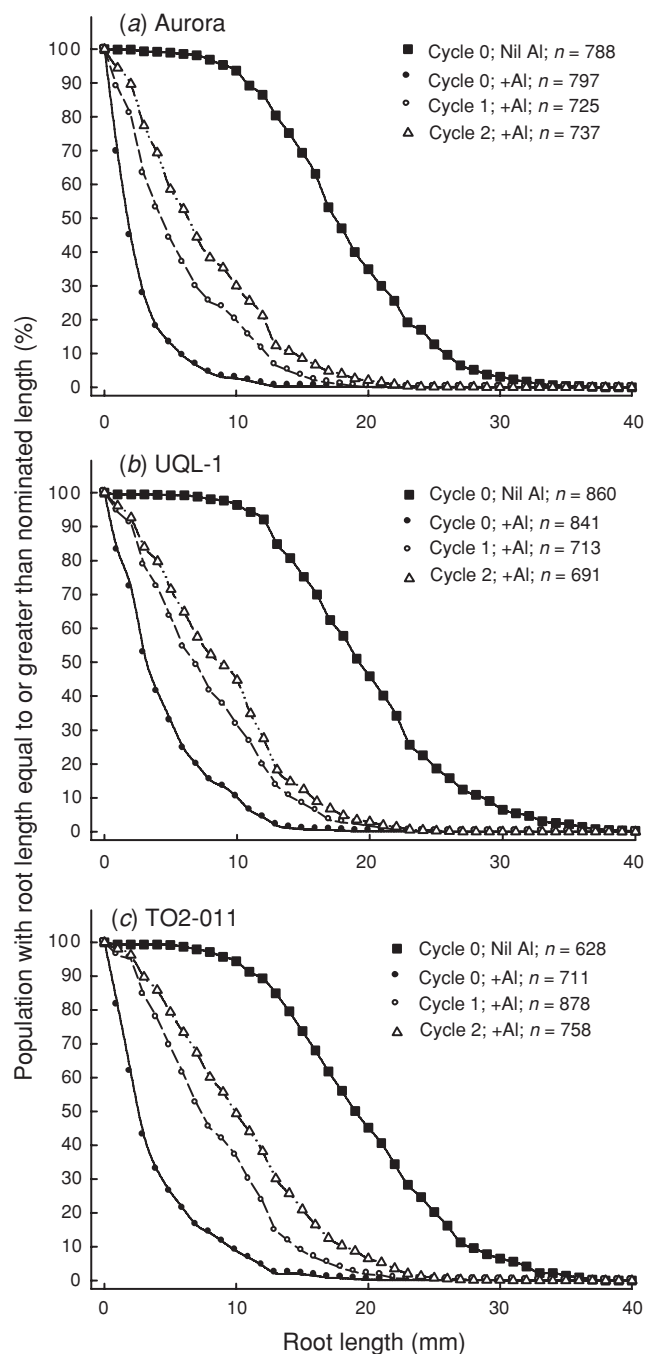 (a) Aurora
100
90
80
70
60
50
40
30
20
10
0
■ Cycle 0; Nil Al; n = 788
● Cycle 0; +Al; n = 797
○ Cycle 1; +Al; n = 725
△ Cycle 2; +Al; n = 737
0 10 20 30 40
(b) UQL-1
100
90
80
70
60
50
40
30
20
10
0
■ Cycle 0; Nil Al; n = 860
● Cycle 0; +Al; n = 841
○ Cycle 1; +Al; n = 713
△ Cycle 2; +Al; n = 691
0 10 20 30 40
(c) TO2-011
100
90
80
70
60
50
40
30
20
10
0
■ Cycle 0; Nil Al; n = 628
● Cycle 0; +Al; n = 711
○ Cycle 1; +Al; n = 878
△ Cycle 2; +Al; n = 758
0 10 20 30 40
Root length (mm)
Population with root length equal to or greater than nominated length (%)